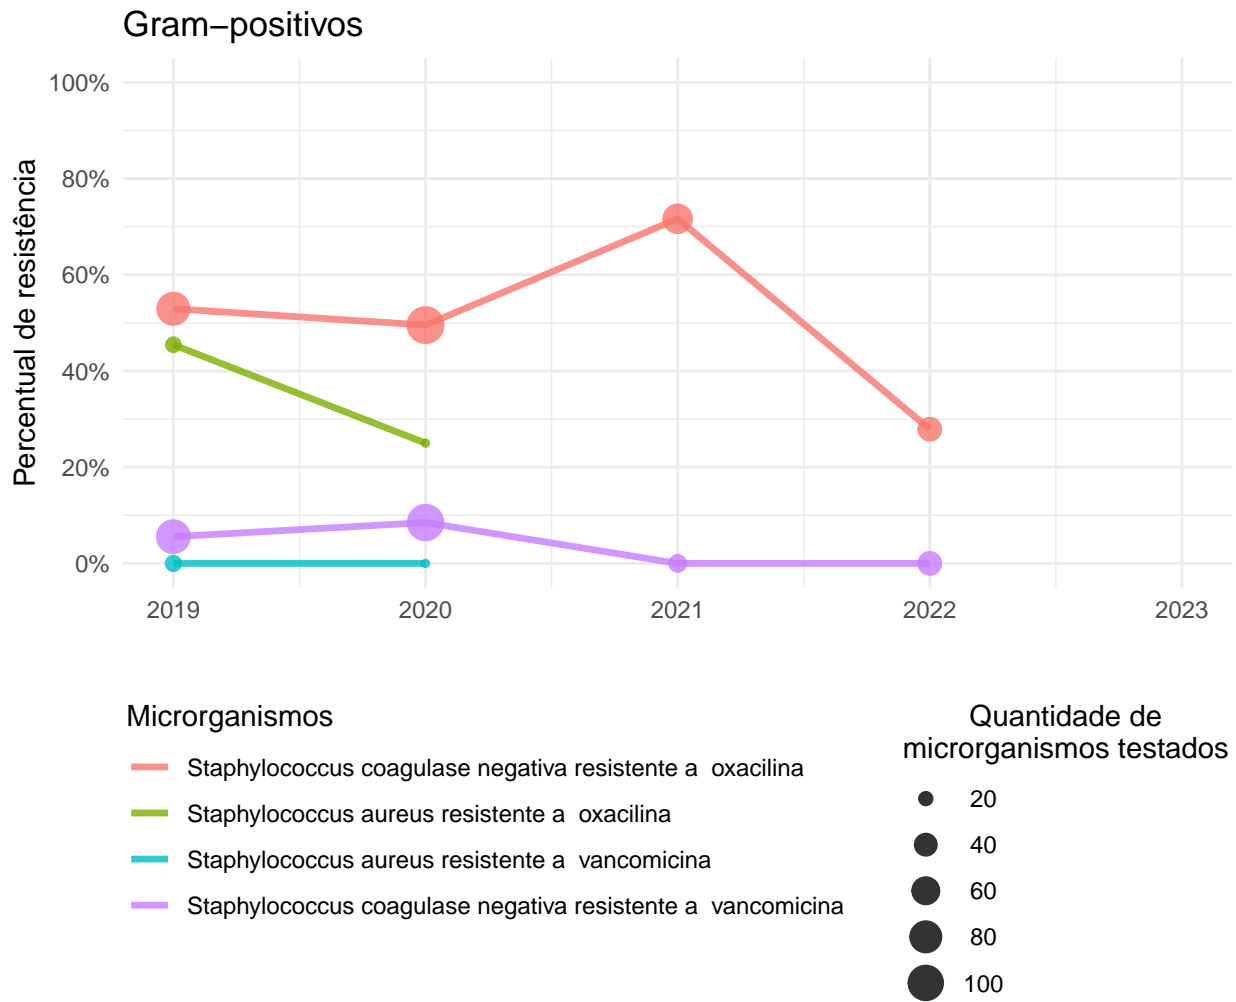 Gram−positivos
Percentual de resistência
100%
80%
60%
40%
20%
0%
2019 2020 2021 2022 2023
Microrganismos
Staphylococcus coagulase negativa resistente a  oxacilina
Staphylococcus aureus resistente a  oxacilina
Staphylococcus aureus resistente a  vancomicina
Staphylococcus coagulase negativa resistente a  vancomicina
Quantidade de
microrganismos testados
20
40
60
80
100